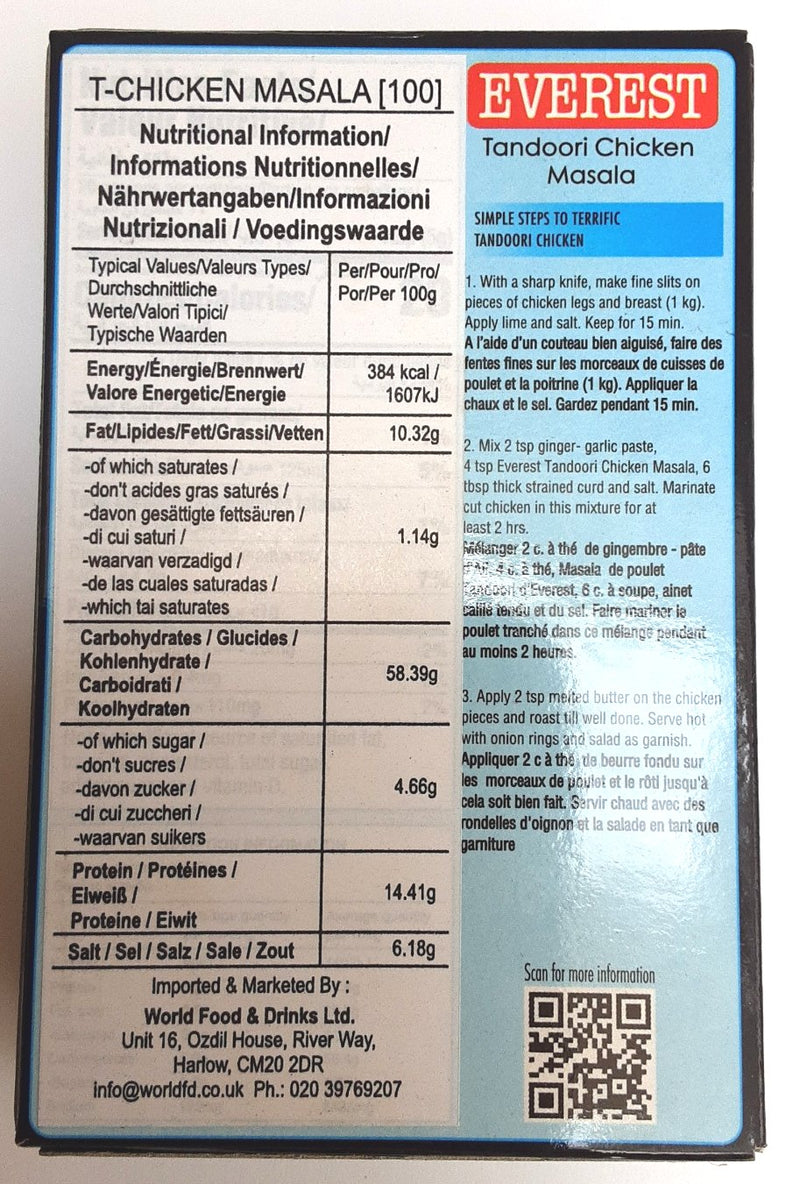 T-CHICKEN MASALA [100]
Nutritional Information/
Informations Nutritionnelles/
Nährwertangaben/Informazioni
Nutrizionali / Voedingswaarde
Typical Values/Valeurs Types/
Durchschnittliche
Werte/Valori Tipici/
Typische Waarden
Per/Pour/Pro/
Por/Per 100g
Energy/Énergie/Brennwert/
Valore Energetic/Energie
384 kcal /
1607kJ
Fat/Lipides/Fett/Grassi/Vetten
10.32g
-of which saturates /
-don't acides gras saturés /
-davon gesättigte fettsäuren /
-di cui saturi /
-waarvan verzadigd /
-de las cuales saturadas /
-which tai saturates
1.14g
Carbohydrates / Glucides /
Kohlenhydrate /
Carboidrati /
Koolhydraten
58.39g
-of which sugar /
-don't sucres /
-davon zucker /
-di cui zuccheri /
-waarvan suikers
4.66g
Protein / Protéines /
Eiweiß /
Proteine / Eiwit
14.41g
Salt / Sel / Salz / Sale / Zout
6.18g
Imported & Marketed By :
World Food & Drinks Ltd.
Unit 16, Ozdil House, River Way,
Harlow, CM20 2DR
info@worldfd.co.uk Ph.: 020 39769207
EVEREST
Tandoori Chicken
Masala
SIMPLE STEPS TO TERRIFIC
TANDOORI CHICKEN
1. With a sharp knife, make fine slits on
pieces of chicken legs and breast (1 kg).
Apply lime and salt. Keep for 15 min.
A l'aide d'un couteau bien aiguisé, faire des
fentes fines sur les morceaux de cuisses de
poulet et la poitrine (1 kg). Appliquer la
chaux et le sel. Gardez pendant 15 min.
2. Mix 2 tsp ginger- garlic paste,
4 tsp Everest Tandoori Chicken Masala, 6
tbsp thick strained curd and salt. Marinate
cut chicken in this mixture for at
least 2 hrs.
Mélanger 2 c. à thé de gingembre - pâte
4 c. à thé, Masala de poulet
Tandoori d'Everest, 6 c. à soupe, ainet
caillé tendu et du sel. Faire mariner le
poulet tranché dans ce mélange pendant
au moins 2 heures.
3. Apply 2 tsp melted butter on the chicken
pieces and roast till well done. Serve hot
with onion rings and salad as garnish.
Appliquer 2 c à thé, de beurre fondu sur
les morceaux de poulet et le rôti jusqu'à
cela soit bien fait. Servir chaud avec des
rondelles d'oignon et la salade en tant que
garniture
Scan for more information